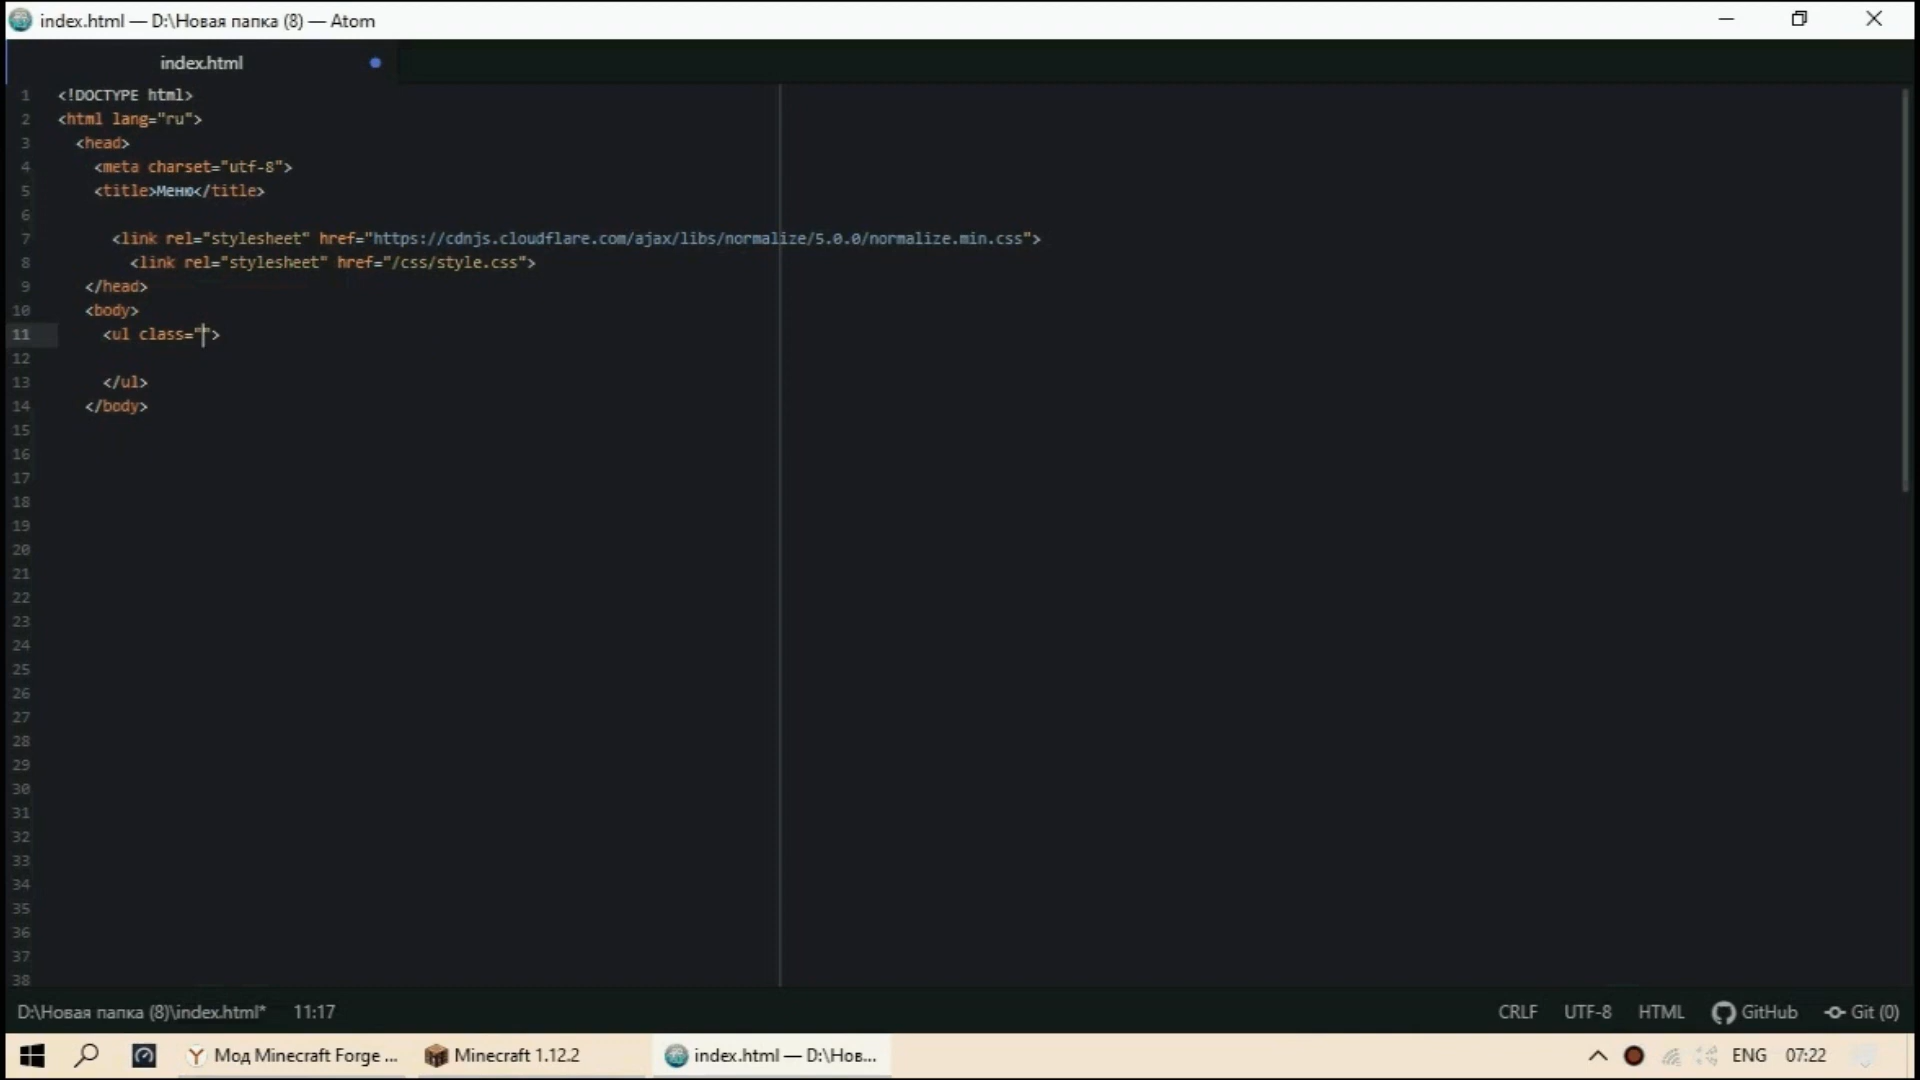 index.html — D:\Новая папка (8) — Atom
index.html
1 <!DOCTYPE html>
2 <html lang="ru">
3 <head>
4 <meta charset="utf-8">
5 <title>Меню</title>
6
7 <link rel="stylesheet" href="https://cdnjs.cloudflare.com/ajax/libs/normalize/5.0.0/normalize.min.css">
8 <link rel="stylesheet" href="/css/style.css">
9 </head>
10 <body>
11 <ul class="">
12
13 </ul>
14 </body>
15
16
17
18
19
20
21
22
23
24
25
26
27
28
29
30
31
32
33
34
35
36
37
38
D:\Новая папка (8)\index.html* 11:17 CRLF UTF-8 HTML GitHub Git (0)
Мод Minecraft Forge ... Minecraft 1.12.2 index.html — D:\Нов... ENG 07:22